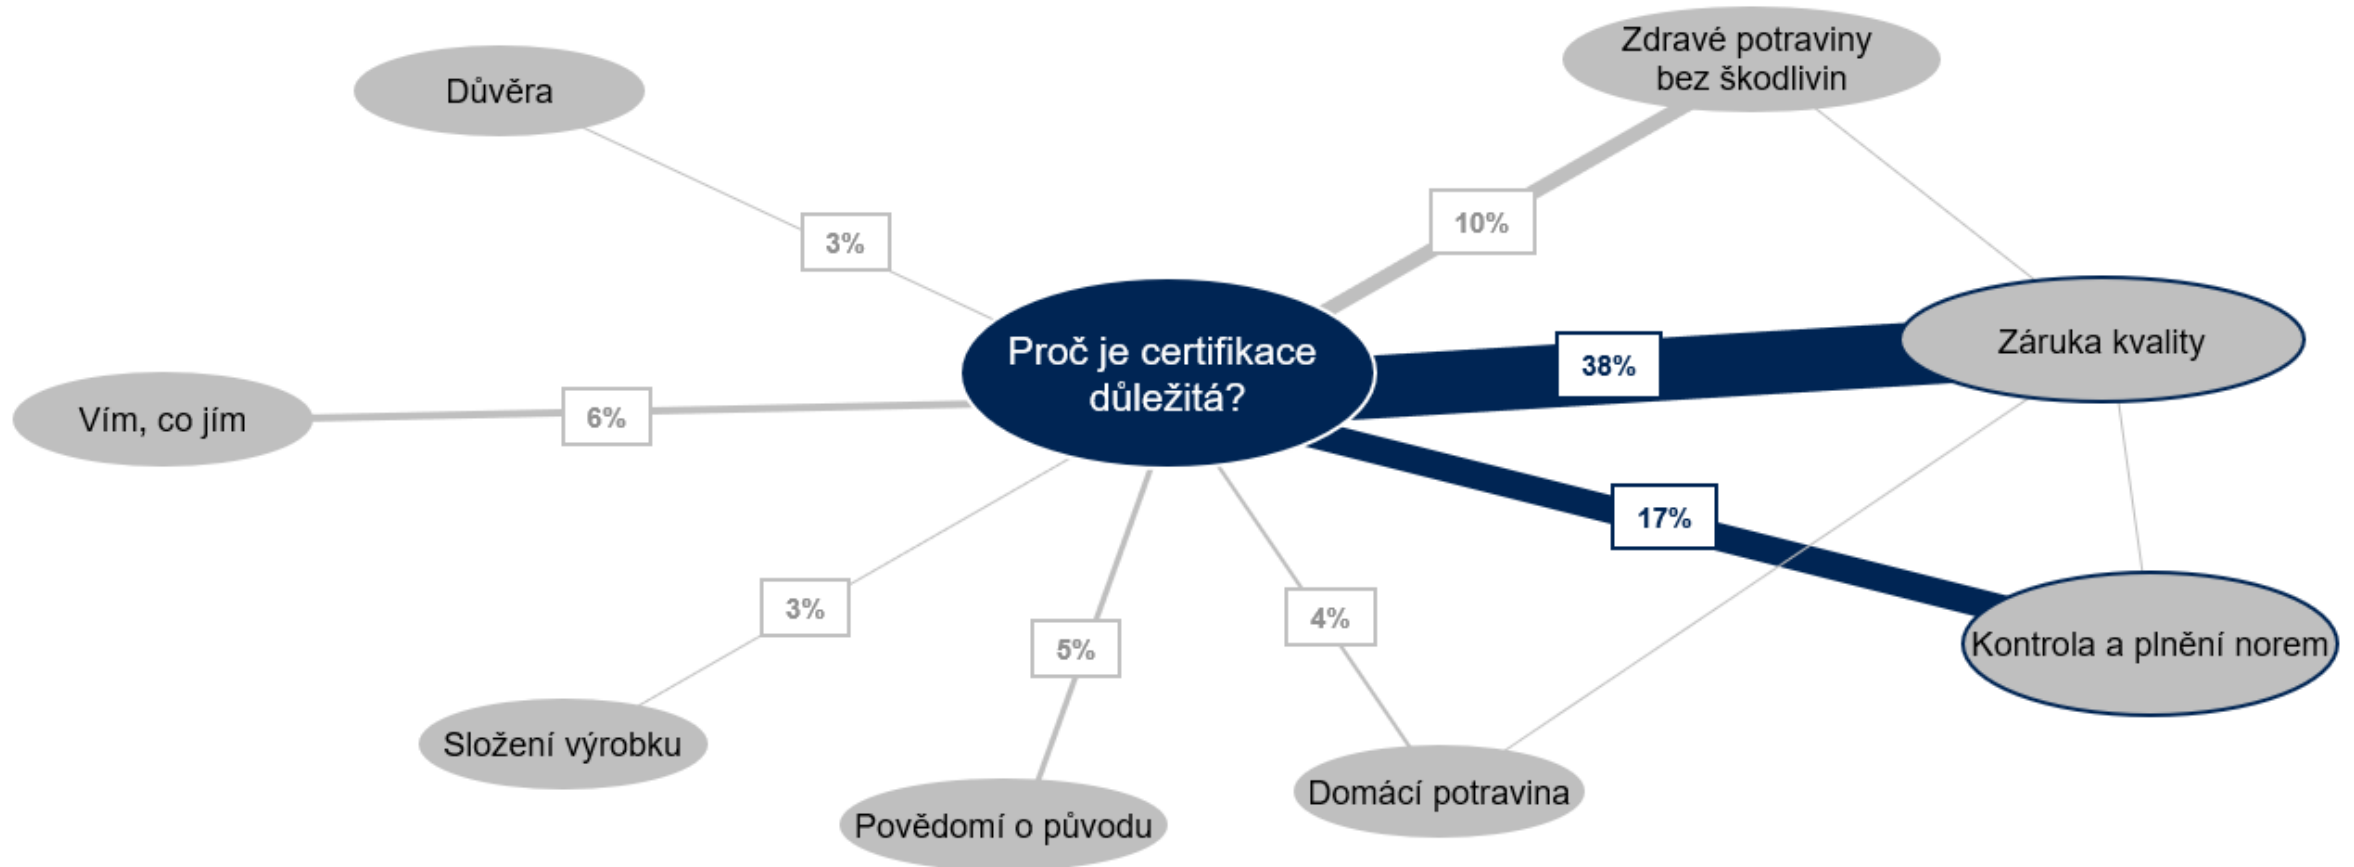 Zdravé potraviny
bez škodlivin
Důvěra
10%
3%
Proč je certifikace
důležitá?
Záruka kvality
38%
Vím, co jím
6%
17%
3%
4%
5%
Kontrola a plnění norem
Složení výrobku
Domácí potravina
Povědomí o původu